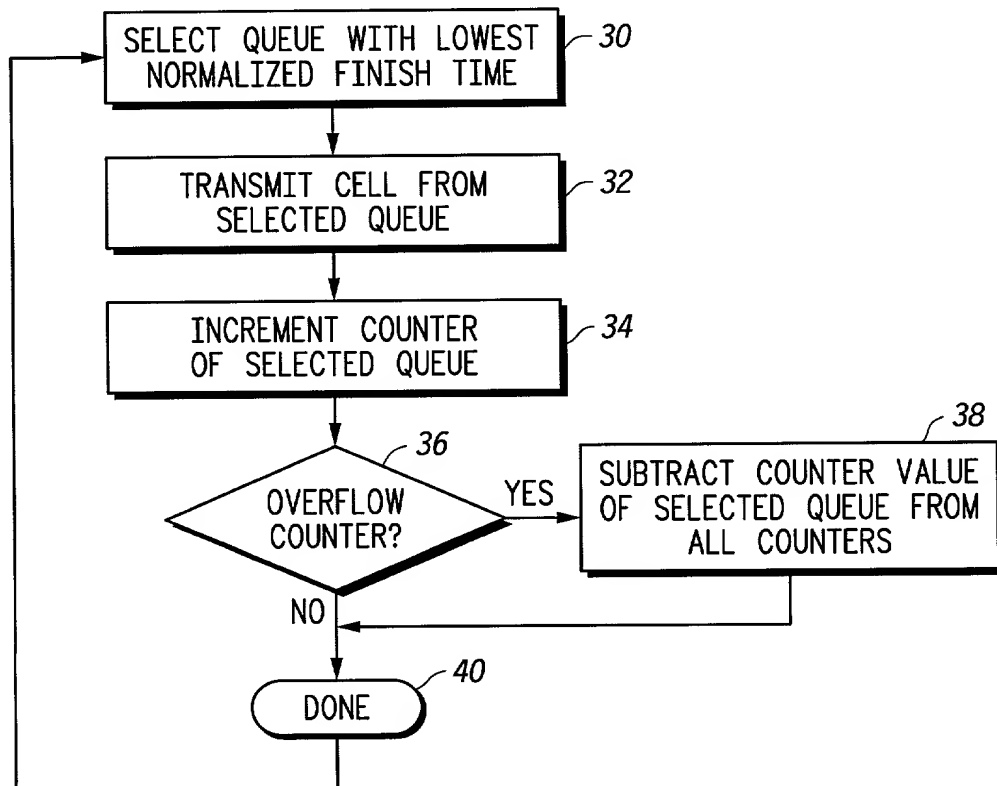 SELECT QUEUE WITH LOWEST
NORMALIZED FINISH TIME
30
TRANSMIT CELL FROM
SELECTED QUEUE
32
INCREMENT COUNTER
OF SELECTED QUEUE
34
36
OVERFLOW
COUNTER?
YES
38
SUBTRACT COUNTER VALUE
OF SELECTED QUEUE FROM
ALL COUNTERS
NO
40
DONE